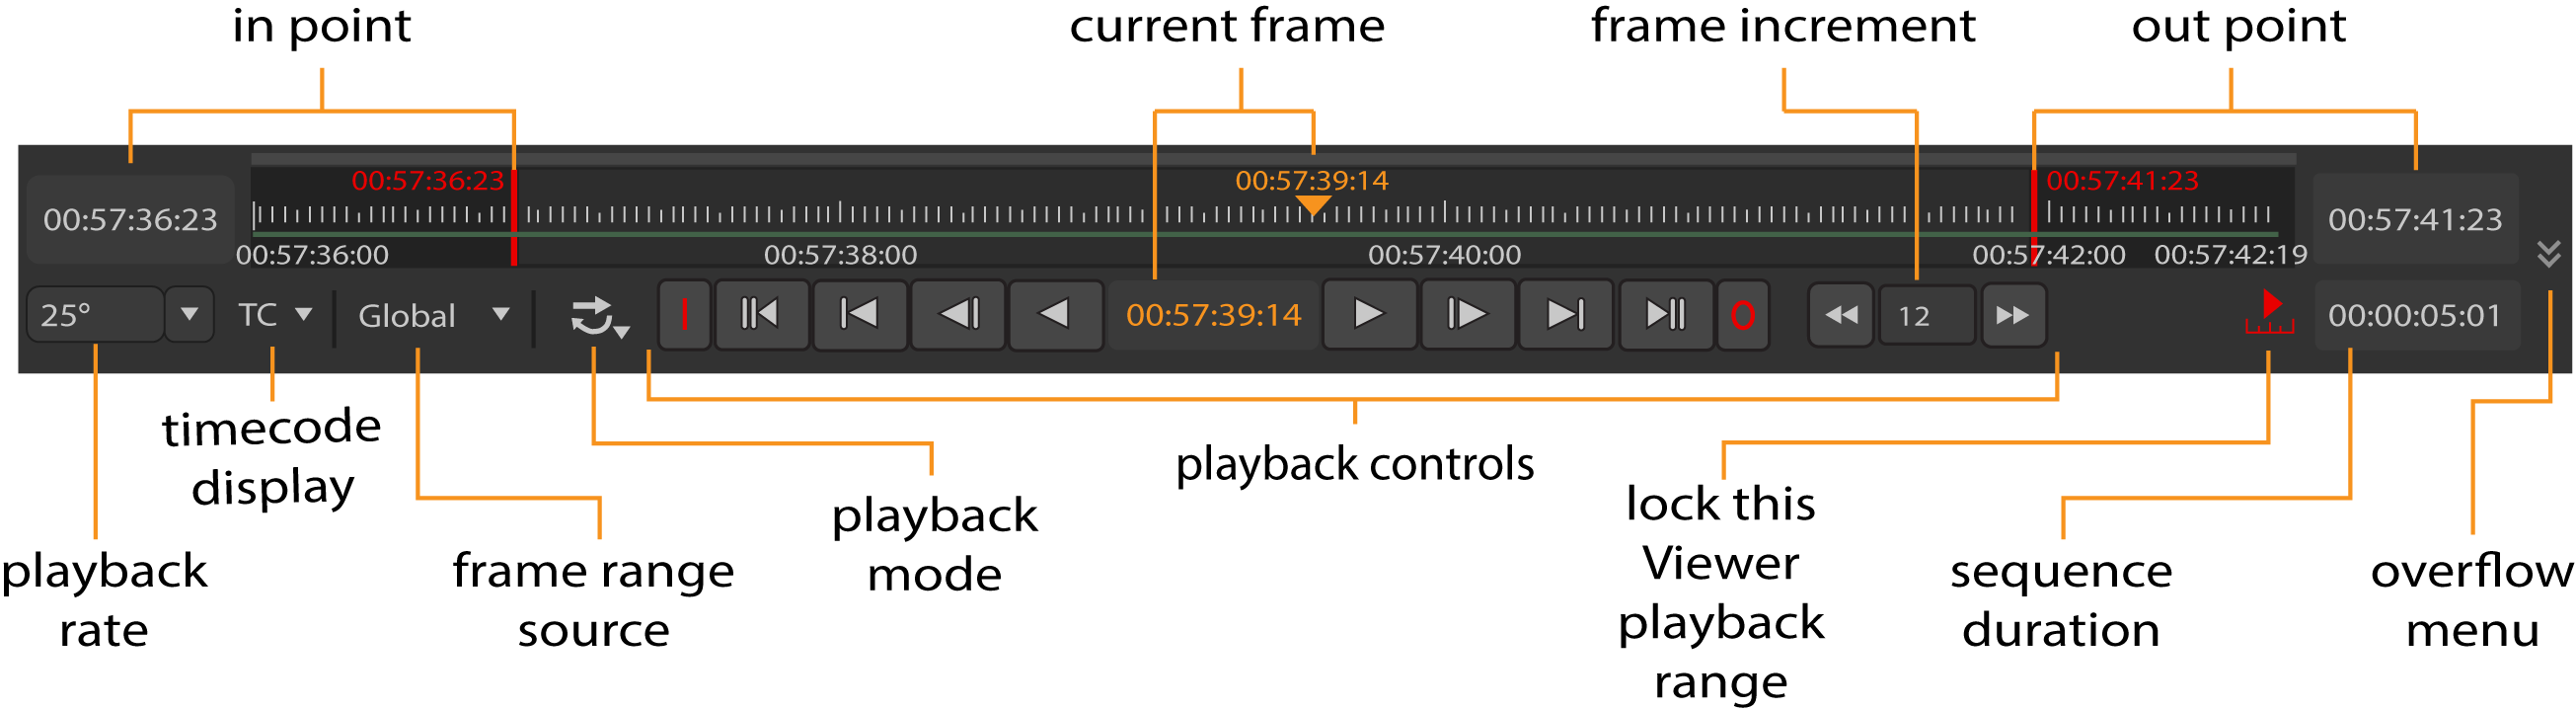 in point
current frame
frame increment
out point
00:57:36:23
00:57:39:14
00:57:41:23
00:57:36:23
00:57:41:23
00:57:36:00
00:57:38:00
00:57:40:00
00:57:42:00
00:57:42:19
25°
TC
Global
I
00:57:39:14
O
12
00:00:05:01
timecode
display
playback controls
playback
mode
lock this
Viewer
playback
range
playback
rate
frame range
source
sequence
duration
overflow
menu